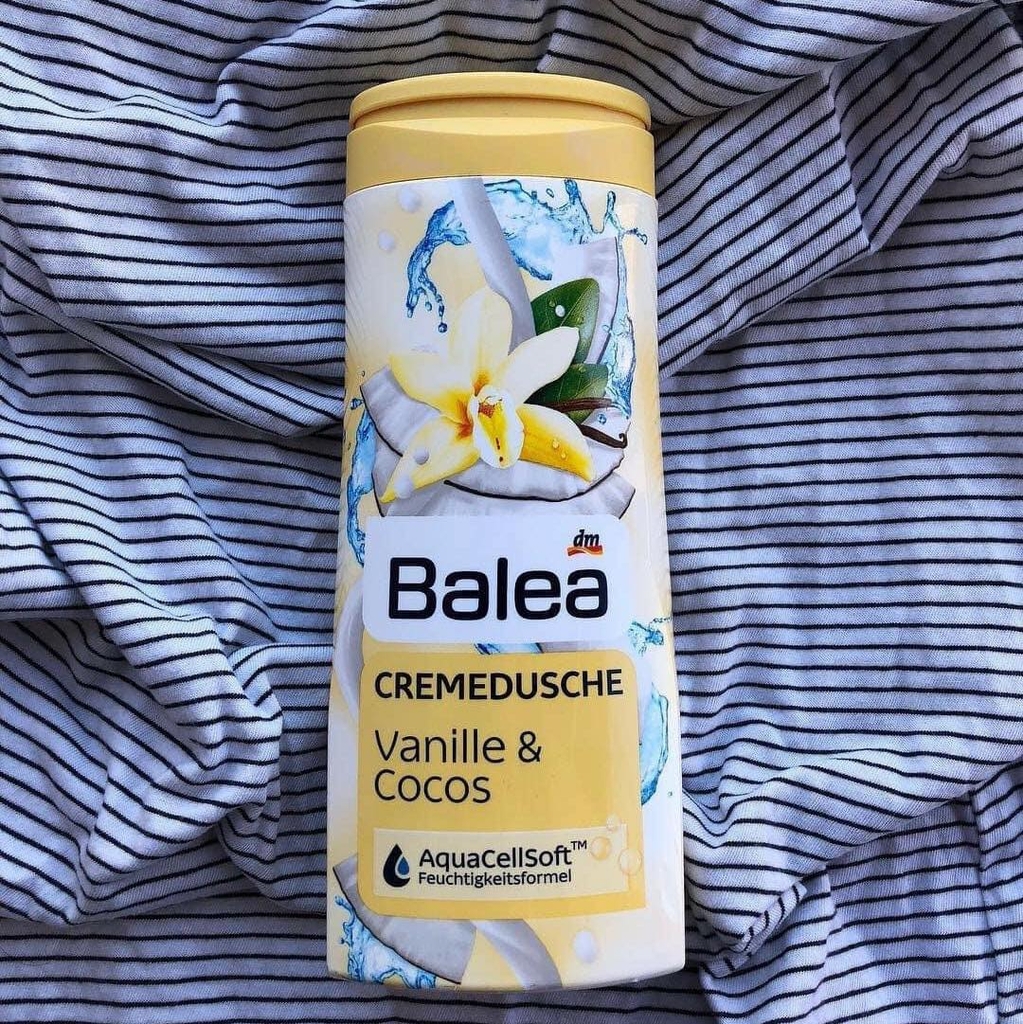 dm
Balea
CREMEDUSCHE
Vanille &
Cocos
AquaCellSoft™
Feuchtigkeitsformel